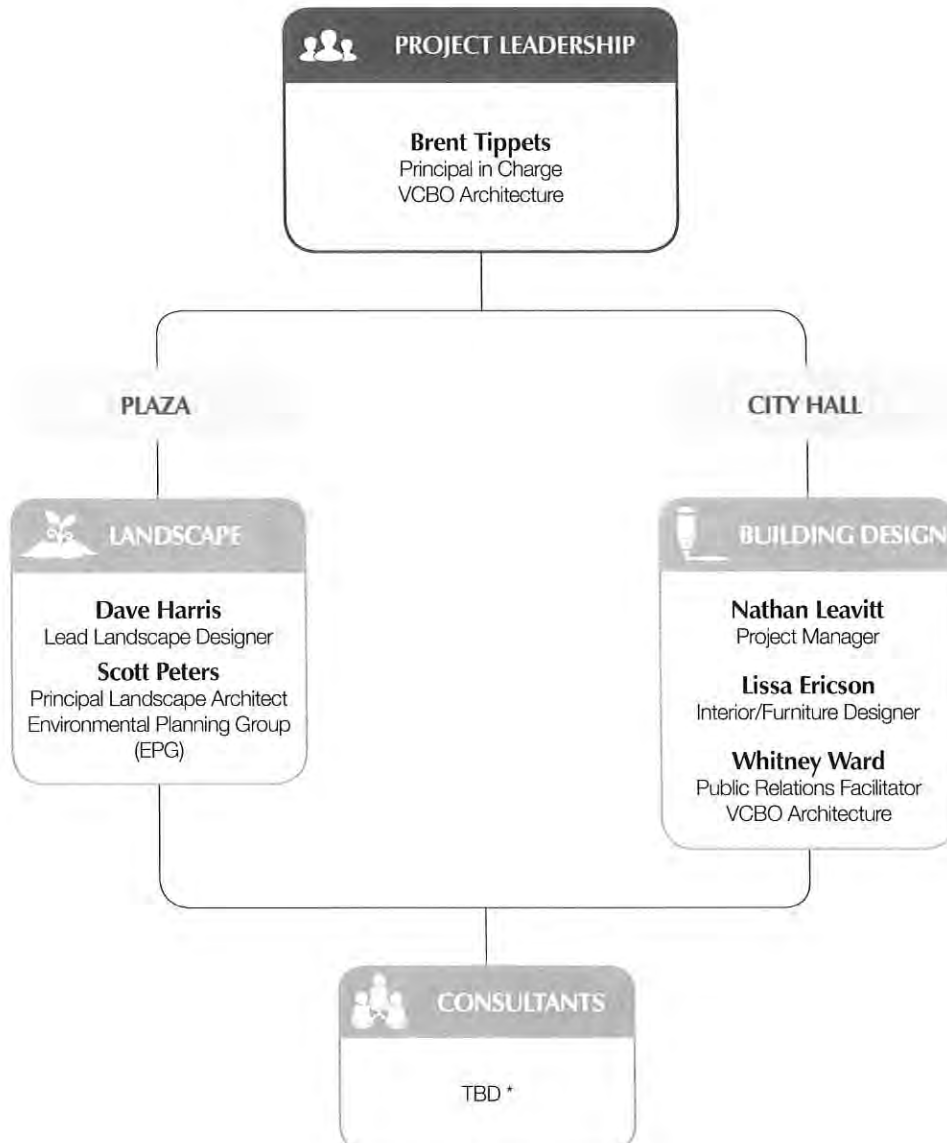 PROJECT LEADERSHIP
Brent Tippets
Principal in Charge
VCBO Architecture
PLAZA
CITY HALL
LANDSCAPE
Dave Harris
Lead Landscape Designer
Scott Peters
Principal Landscape Architect
Environmental Planning Group
(EPG)
BUILDING DESIGN
Nathan Leavitt
Project Manager
Lissa Ericson
Interior/Furniture Designer
Whitney Ward
Public Relations Facilitator
VCBO Architecture
CONSULTANTS
TBD *